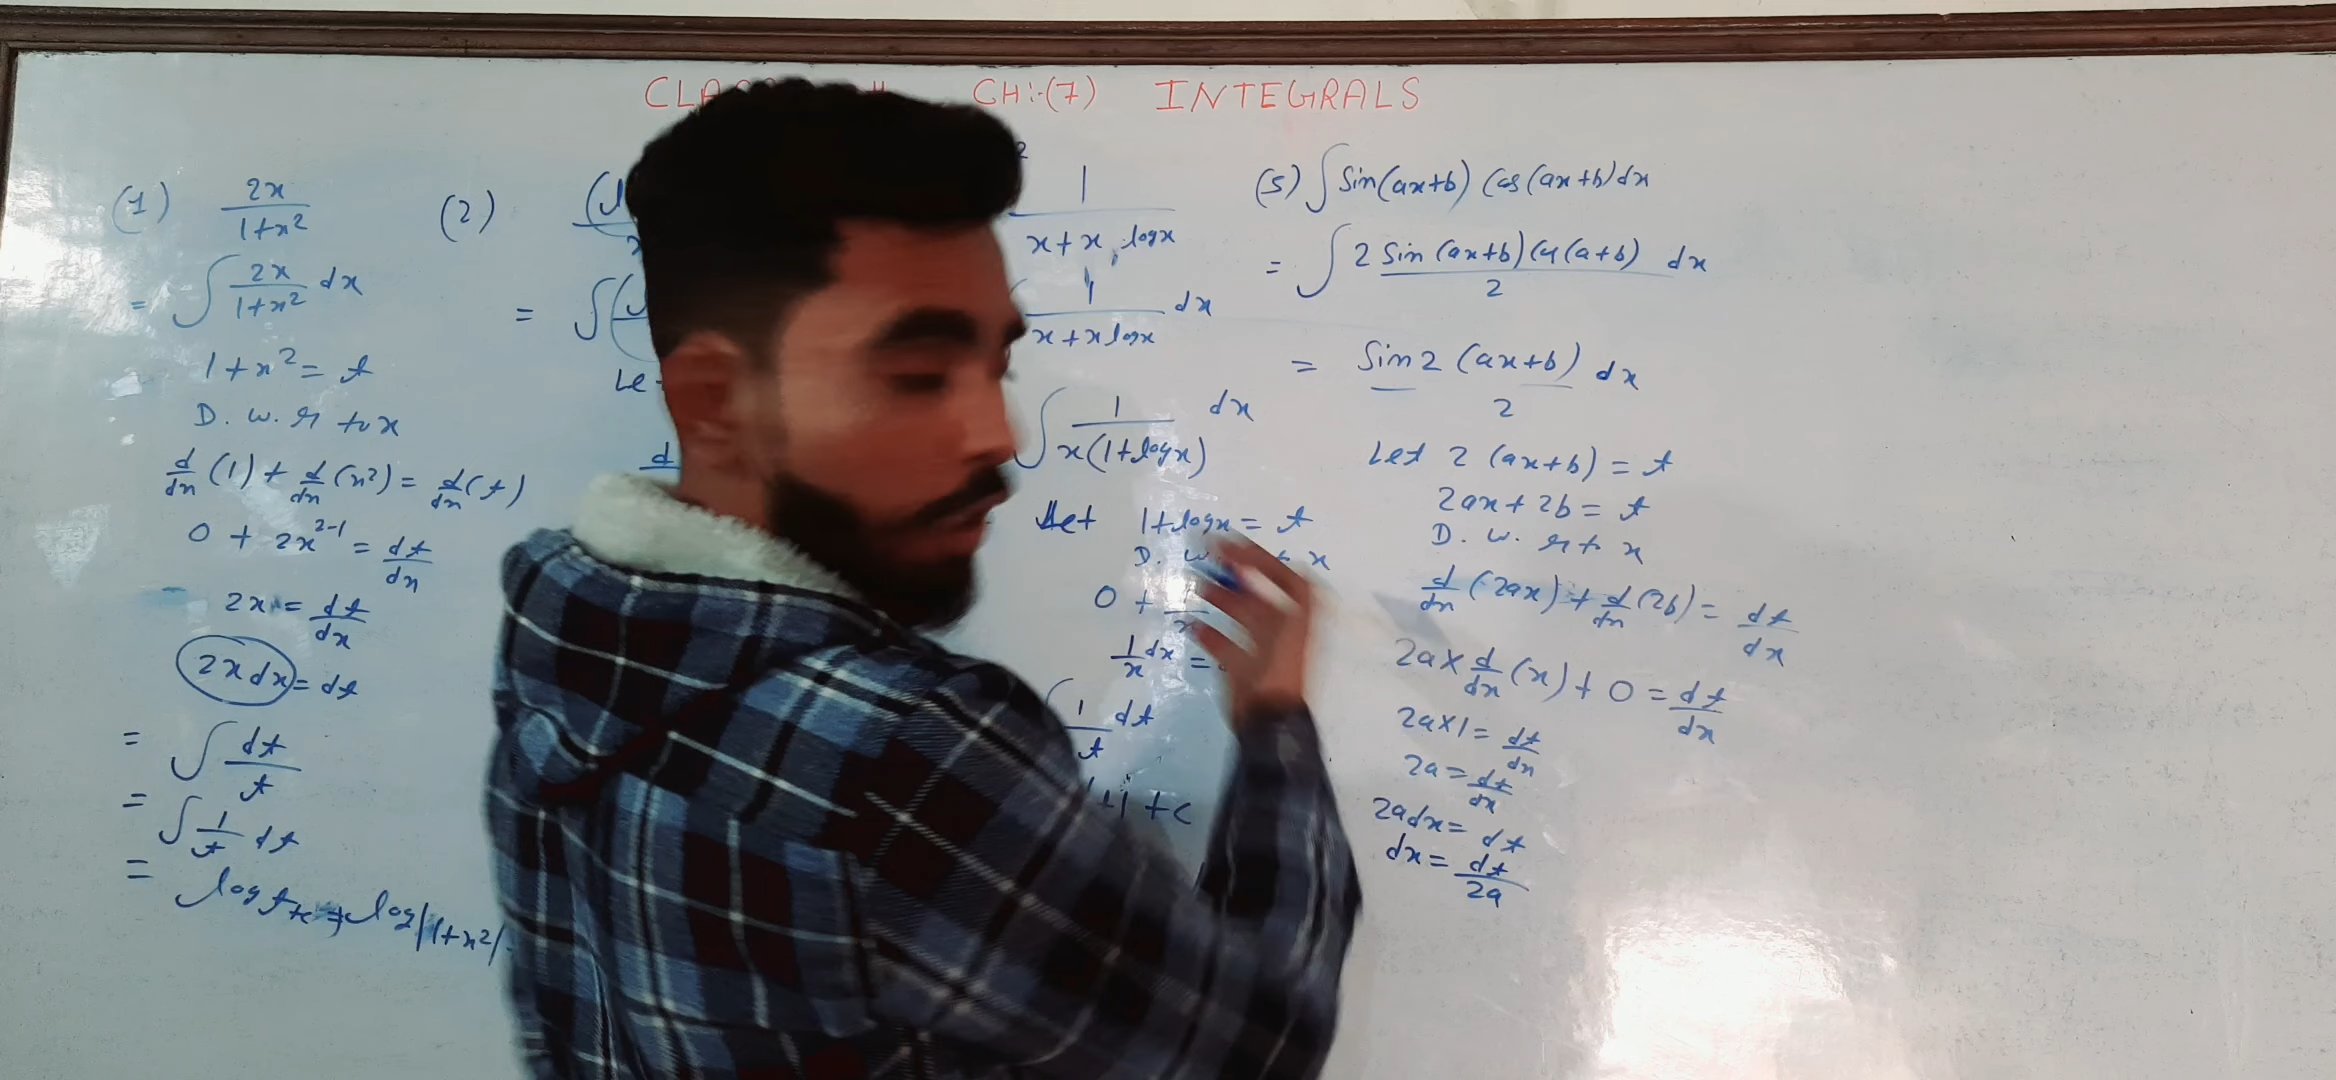 CH:-(7) INTEGRALS
(1) 2x/1+x²
= ∫ 2x/1+x² dx
1+x² = t
D. w. r to x
d/dx (1) + d/dx (x²) = d/dx (t)
0 + 2x²⁻¹ = dt/dx
2x = dt/dx
2x dx = dt
= ∫ dt/t
= ∫ 1/t dt
= log t + c = log|1+x²|
(2)
= ∫
Le
d
1/x+x.logx
1/x+xlogx dx
∫ 1/x(1+logx) dx
Let 1+logx = t
D. w. x
0 +
1/x dx =
1/t dt
+c
(5) ∫ Sin(ax+b) Cos(ax+b)dx
= ∫ 2 Sin (ax+b) Cos (a+b)/2 dx
= Sin 2 (ax+b)/2 dx
Let 2 (ax+b) = t
2ax + 2b = t
D. w. r to x
d/dx (2ax) + d/dx (2b) = dt/dx
2a x d/dx (x) + 0 = dt/dx
2a x 1 = dt/dx
2a = dt/dx
2adx = dt
dx = dt/2a